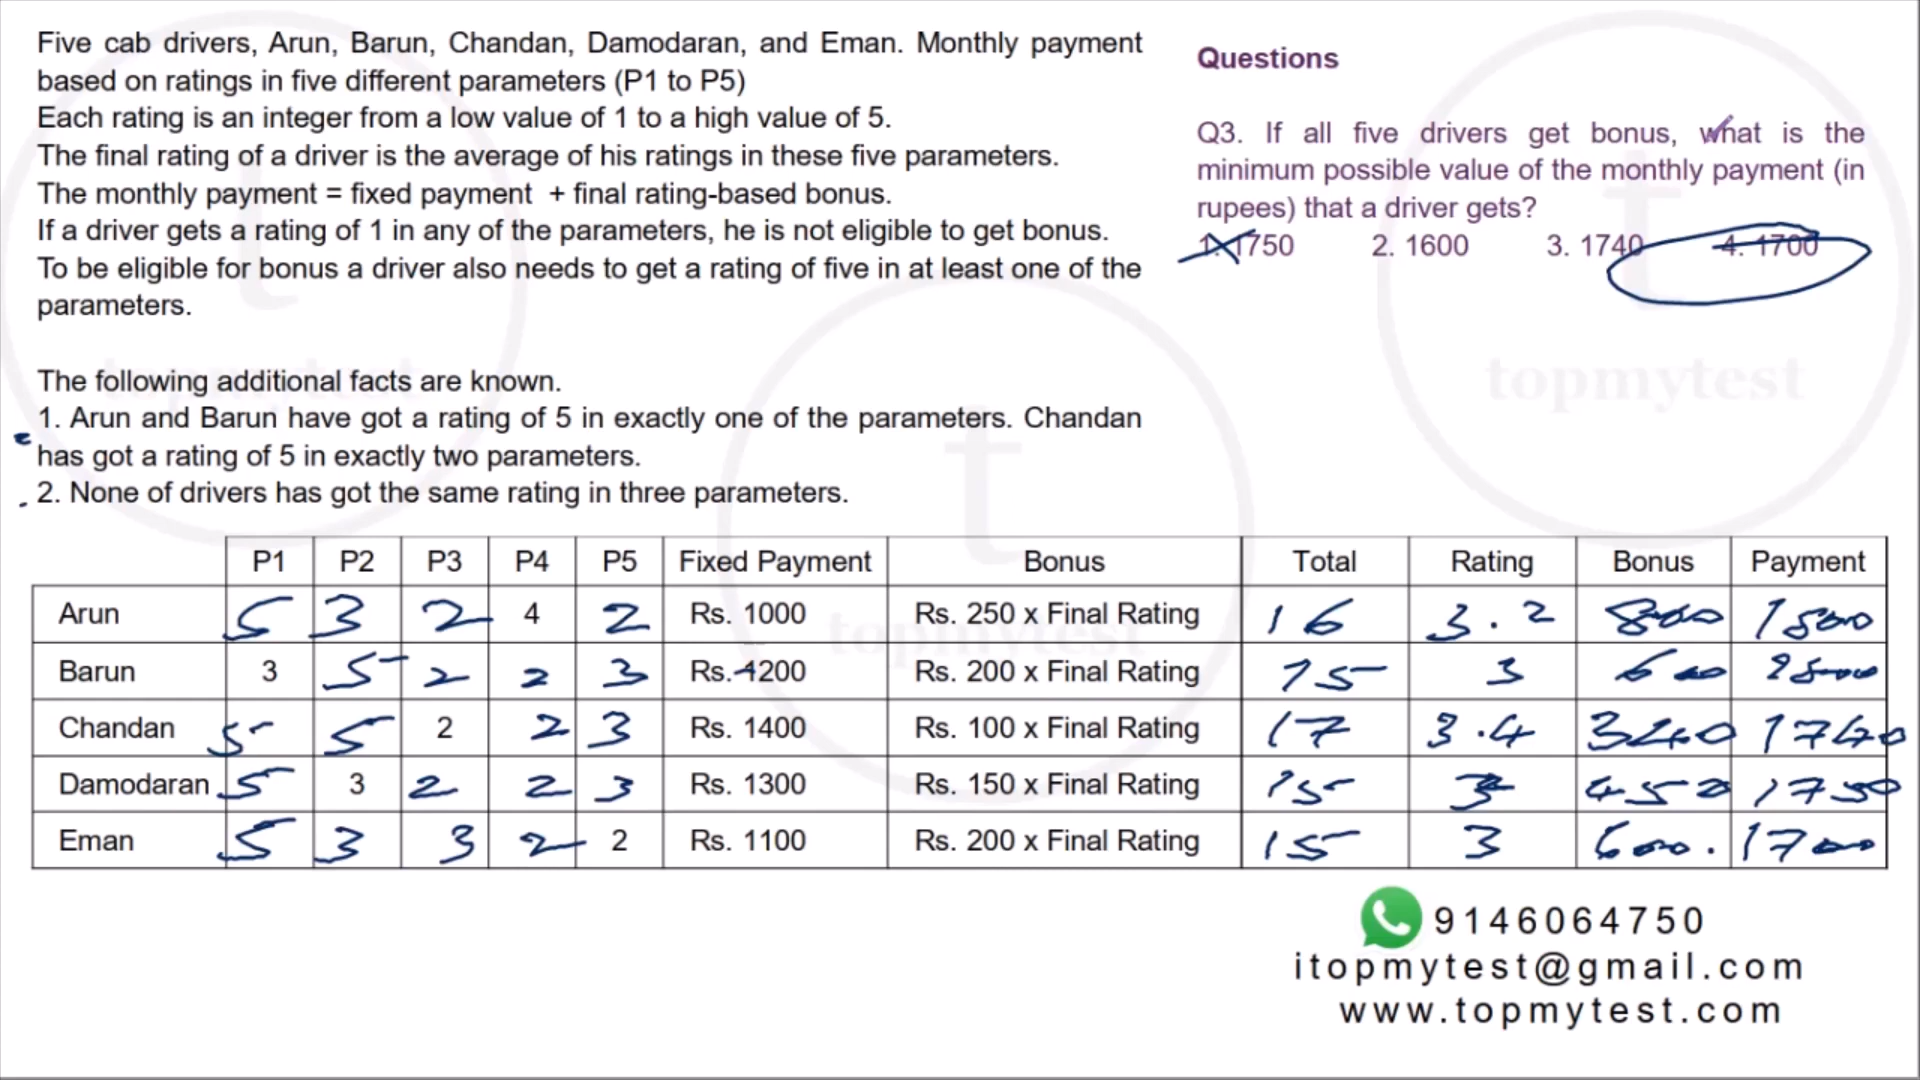 Five cab drivers, Arun, Barun, Chandan, Damodaran, and Eman. Monthly payment
based on ratings in five different parameters (P1 to P5)
Each rating is an integer from a low value of 1 to a high value of 5.
The final rating of a driver is the average of his ratings in these five parameters.
The monthly payment = fixed payment + final rating-based bonus.
If a driver gets a rating of 1 in any of the parameters, he is not eligible to get bonus.
To be eligible for bonus a driver also needs to get a rating of five in at least one of the
parameters.
The following additional facts are known.
1. Arun and Barun have got a rating of 5 in exactly one of the parameters. Chandan
has got a rating of 5 in exactly two parameters.
2. None of drivers has got the same rating in three parameters.
Questions
Q3. If all five drivers get bonus, what is the
minimum possible value of the monthly payment (in
rupees) that a driver gets?
1. 1750 2. 1600 3. 1740 4. 1700
P1 P2 P3 P4 P5 Fixed Payment Bonus Total Rating Bonus Payment
Arun 5 3 2 4 2 Rs. 1000 Rs. 250 x Final Rating 16 3.2 800 1800
Barun 3 5 2 2 3 Rs. 1200 Rs. 200 x Final Rating 15 3 600 1800
Chandan 5 5 2 2 3 Rs. 1400 Rs. 100 x Final Rating 17 3.4 340 1740
Damodaran 5 3 2 2 3 Rs. 1300 Rs. 150 x Final Rating 15 3 450 1750
Eman 5 3 3 2 2 Rs. 1100 Rs. 200 x Final Rating 15 3 600 1700
9146064750
itopmytest@gmail.com
www.topmytest.com
t
topmytest
t
topmytest
t
topmytest